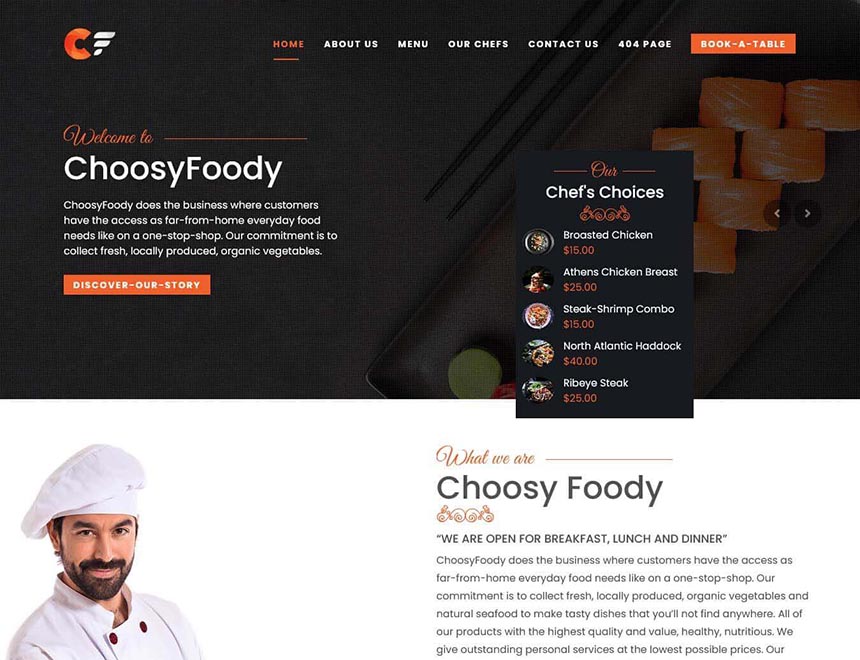 CF
HOME ABOUT US MENU OUR CHEFS CONTACT US 404 PAGE BOOK-A-TABLE
Welcome to
ChoosyFoody
ChoosyFoody does the business where customers
have the access as far-from-home everyday food
needs like on a one-stop-shop. Our commitment is to
collect fresh, locally produced, organic vegetables.
DISCOVER-OUR-STORY
Our
Chef's Choices
Broasted Chicken
$15.00
Athens Chicken Breast
$25.00
Steak-Shrimp Combo
$15.00
North Atlantic Haddock
$40.00
Ribeye Steak
$25.00
What we are
Choosy Foody
“WE ARE OPEN FOR BREAKFAST, LUNCH AND DINNER”
ChoosyFoody does the business where customers have the access as
far-from-home everyday food needs like on a one-stop-shop. Our
commitment is to collect fresh, locally produced, organic vegetables and
natural seafood to make tasty dishes that you’ll not find anywhere. All of
our products with the highest quality and value, healthy, nutritious. We
give outstanding personal services at the lowest possible prices. Our